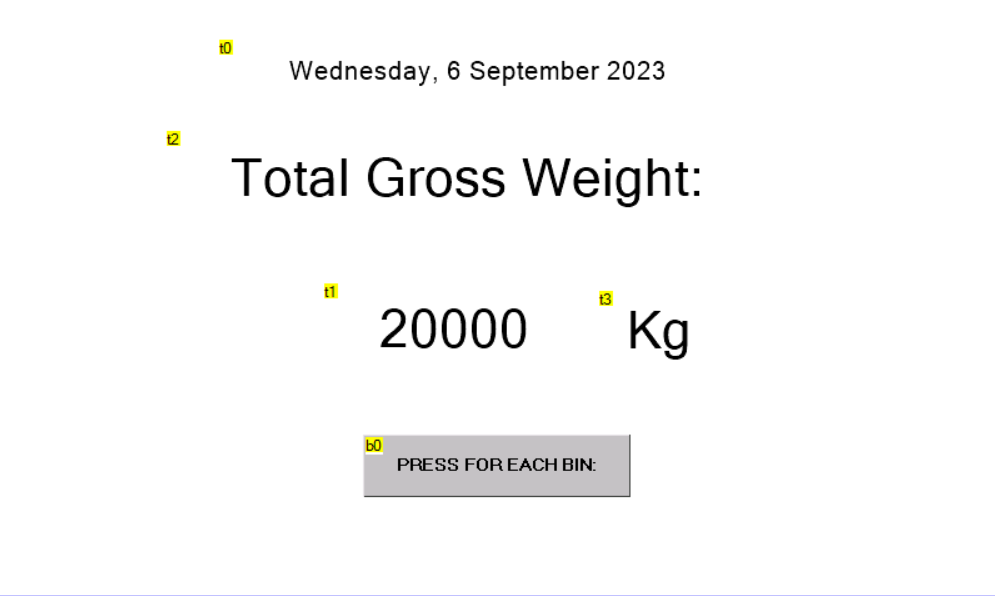 t0
Wednesday, 6 September 2023
t2
Total Gross Weight:
t1
20000
t3
Kg
b0
PRESS FOR EACH BIN: